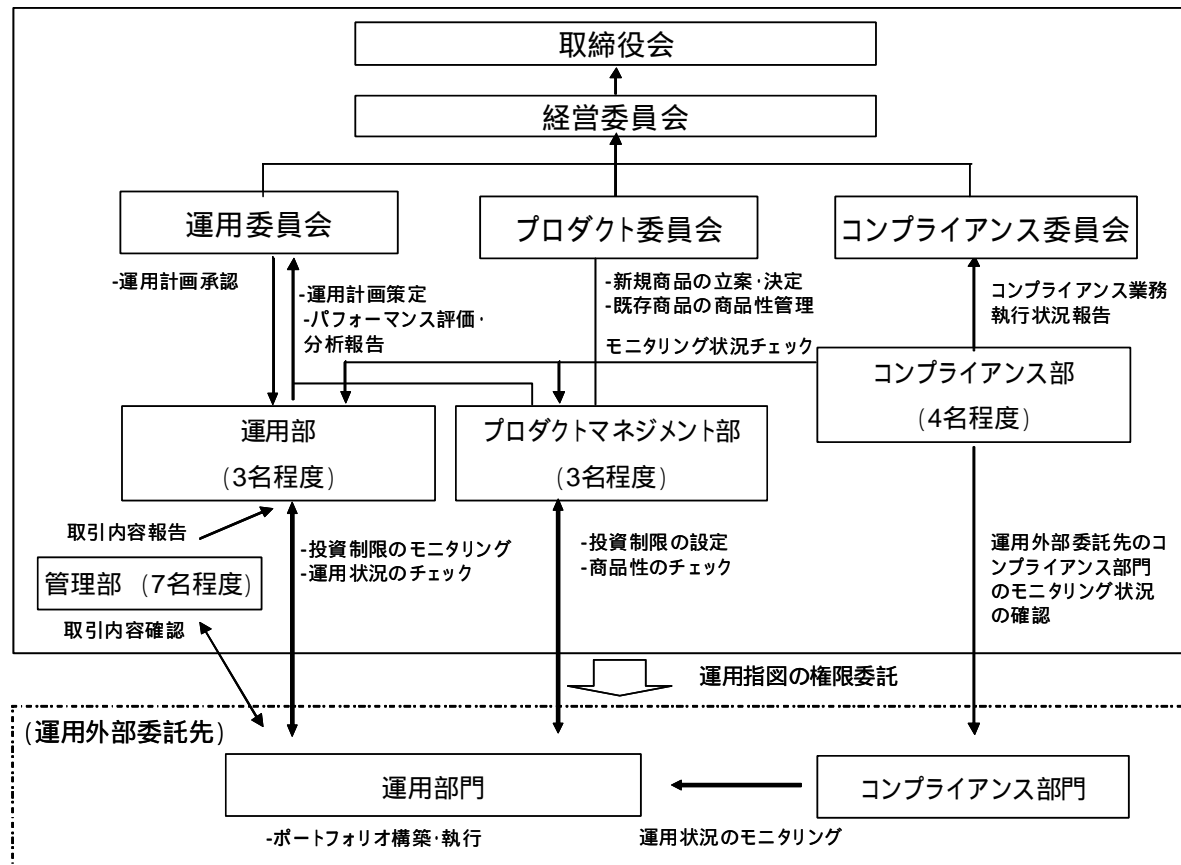 取締役会
経営委員会
運用委員会
プロダクト委員会
コンプライアンス委員会
-運用計画承認
-運用計画策定
-パフォーマンス評価・
分析報告
-新規商品の立案・決定
-既存商品の商品性管理
コンプライアンス業務
執行状況報告
モニタリング状況チェック
運用部
(3名程度)
プロダクトマネジメント部
(3名程度)
コンプライアンス部
(4名程度)
取引内容報告
管理部 (7名程度)
取引内容確認
-投資制限のモニタリング
-運用状況のチェック
-投資制限の設定
-商品性のチェック
運用外部委託先のコ
ンプライアンス部門
のモニタリング状況
の確認
運用指図の権限委託
(運用外部委託先)
運用部門
コンプライアンス部門
-ポートフォリオ構築・執行
運用状況のモニタリング